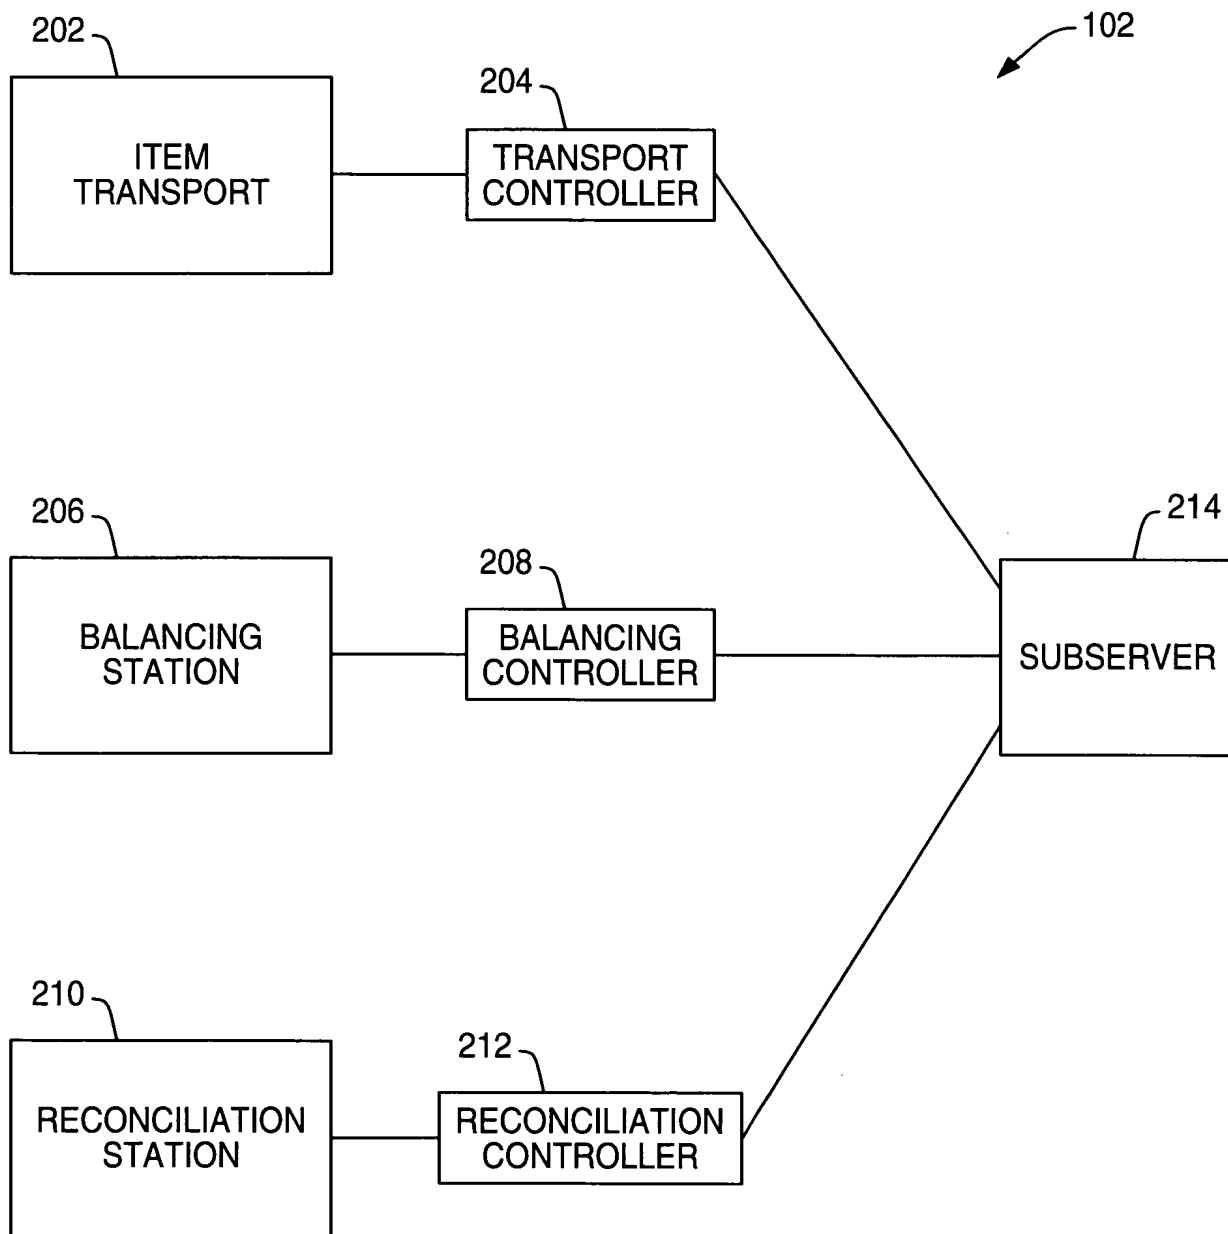 202
102
204
ITEM
TRANSPORT
TRANSPORT
CONTROLLER
206
214
208
BALANCING
STATION
BALANCING
CONTROLLER
SUBSERVER
210
212
RECONCILIATION
STATION
RECONCILIATION
CONTROLLER